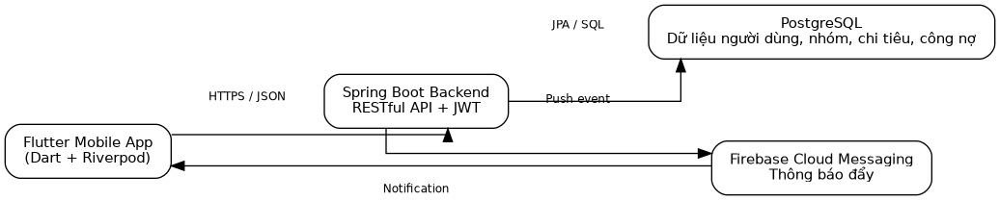 JPA / SQL
PostgreSQL
Dữ liệu người dùng, nhóm, chi tiêu, công nợ
HTTPS / JSON
Spring Boot Backend
RESTful API + JWT
Push event
Flutter Mobile App
(Dart + Riverpod)
Firebase Cloud Messaging
Thông báo đẩy
Notification